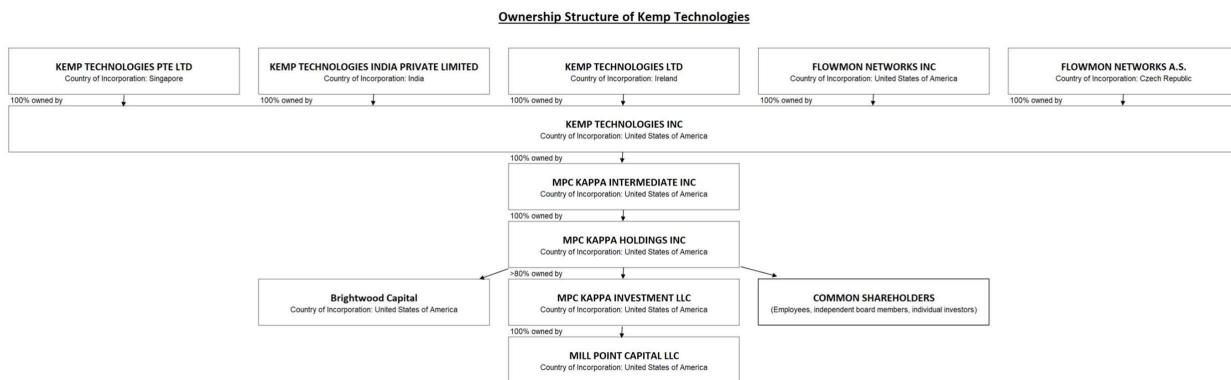 Ownership Structure of Kemp Technologies
KEMP TECHNOLOGIES PTE LTD
Country of Incorporation: Singapore
KEMP TECHNOLOGIES INDIA PRIVATE LIMITED
Country of Incorporation: India
KEMP TECHNOLOGIES LTD
Country of Incorporation: Ireland
FLOWMON NETWORKS INC
Country of Incorporation: United States of America
FLOWMON NETWORKS A.S.
Country of Incorporation: Czech Republic
100% owned by
100% owned by
100% owned by
100% owned by
100% owned by
KEMP TECHNOLOGIES INC
Country of Incorporation: United States of America
100% owned by
MPC KAPPA INTERMEDIATE INC
Country of Incorporation: United States of America
100% owned by
MPC KAPPA HOLDINGS INC
Country of Incorporation: United States of America
>80% owned by
Brightwood Capital
Country of Incorporation: United States of America
MPC KAPPA INVESTMENT LLC
Country of Incorporation: United States of America
COMMON SHAREHOLDERS
(Employees, independent board members, individual investors)
100% owned by
MILL POINT CAPITAL LLC
Country of Incorporation: United States of America